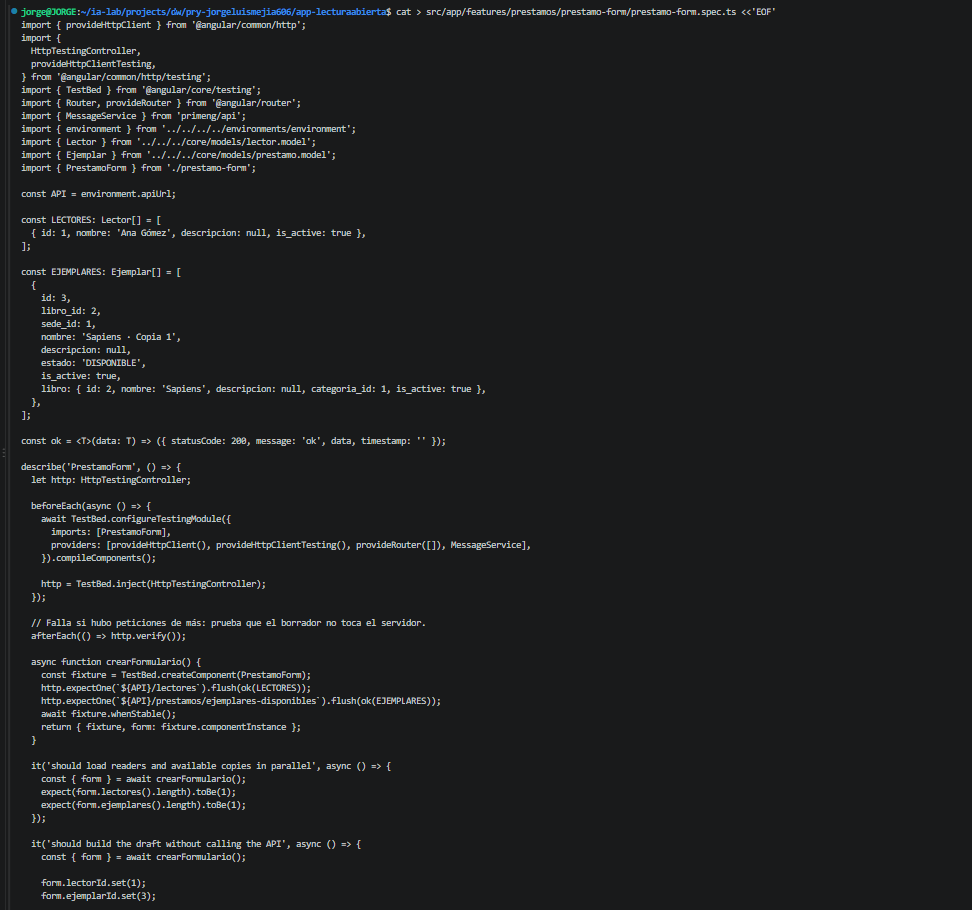 jorge@JORGE:~/ia-lab/projects/dw/pry-jorgeluismejia606/app-lecturaabierta$ cat > src/app/features/prestamos/prestamo-form/prestamo-form.spec.ts <<'EOF'
import { provideHttpClient } from '@angular/common/http';
import {
  HttpTestingController,
  provideHttpClientTesting,
} from '@angular/common/http/testing';
import { TestBed } from '@angular/core/testing';
import { Router, provideRouter } from '@angular/router';
import { MessageService } from 'primeng/api';
import { environment } from '../../../../environments/environment';
import { Lector } from '../../../core/models/lector.model';
import { Ejemplar } from '../../../core/models/prestamo.model';
import { PrestamoForm } from './prestamo-form';

const API = environment.apiUrl;

const LECTORES: Lector[] = [
  { id: 1, nombre: 'Ana Gómez', descripcion: null, is_active: true },
];

const EJEMPLARES: Ejemplar[] = [
  {
    id: 3,
    libro_id: 2,
    sede_id: 1,
    nombre: 'Sapiens · Copia 1',
    descripcion: null,
    estado: 'DISPONIBLE',
    is_active: true,
    libro: { id: 2, nombre: 'Sapiens', descripcion: null, categoria_id: 1, is_active: true },
  },
];

const ok = <T>(data: T) => ({ statusCode: 200, message: 'ok', data, timestamp: '' });

describe('PrestamoForm', () => {
  let http: HttpTestingController;

  beforeEach(async () => {
    await TestBed.configureTestingModule({
      imports: [PrestamoForm],
      providers: [provideHttpClient(), provideHttpClientTesting(), provideRouter([]), MessageService],
    }).compileComponents();

    http = TestBed.inject(HttpTestingController);
  });

  // Falla si hubo peticiones de más: prueba que el borrador no toca el servidor.
  afterEach(() => http.verify());

  async function crearFormulario() {
    const fixture = TestBed.createComponent(PrestamoForm);
    http.expectOne(`${API}/lectores`).flush(ok(LECTORES));
    http.expectOne(`${API}/prestamos/ejemplares-disponibles`).flush(ok(EJEMPLARES));
    await fixture.whenStable();
    return { fixture, form: fixture.componentInstance };
  }

  it('should load readers and available copies in parallel', async () => {
    const { form } = await crearFormulario();
    expect(form.lectores().length).toBe(1);
    expect(form.ejemplares().length).toBe(1);
  });

  it('should build the draft without calling the API', async () => {
    const { form } = await crearFormulario();

    form.lectorId.set(1);
    form.ejemplarId.set(3);